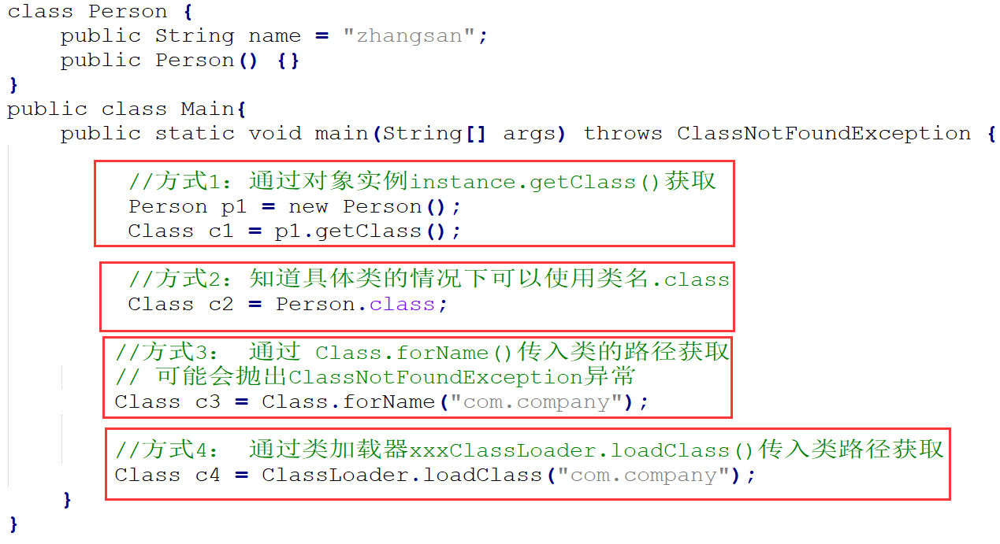 class Person {
    public String name = "zhangsan";
    public Person() {}
}
public class Main{
    public static void main(String[] args) throws ClassNotFoundException {
        //方式1：通过对象实例instance.getClass()获取
        Person p1 = new Person();
        Class c1 = p1.getClass();
        //方式2：知道具体类的情况下可以使用类名.class
        Class c2 = Person.class;
        //方式3： 通过 Class.forName()传入类的路径获取
        // 可能会抛出ClassNotFoundException异常
        Class c3 = Class.forName("com.company");
        //方式4： 通过类加载器xxxClassLoader.loadClass()传入类路径获取
        Class c4 = ClassLoader.loadClass("com.company");
    }
}